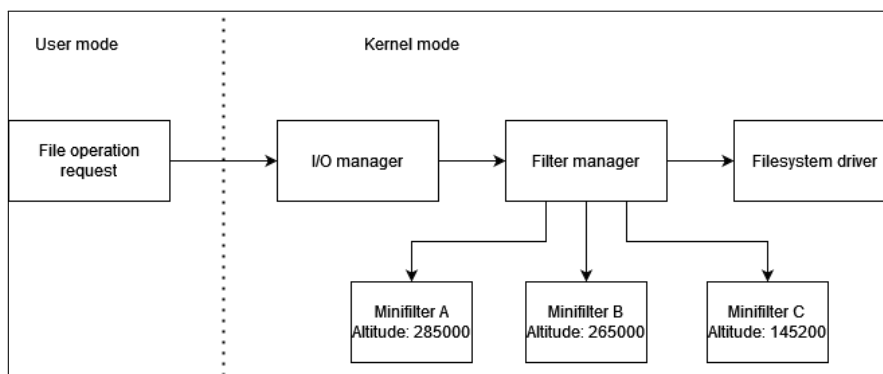 User mode
Kernel mode
File operation
request
I/O manager
Filter manager
Filesystem driver
Minifilter A
Altitude: 285000
Minifilter B
Altitude: 265000
Minifilter C
Altitude: 145200